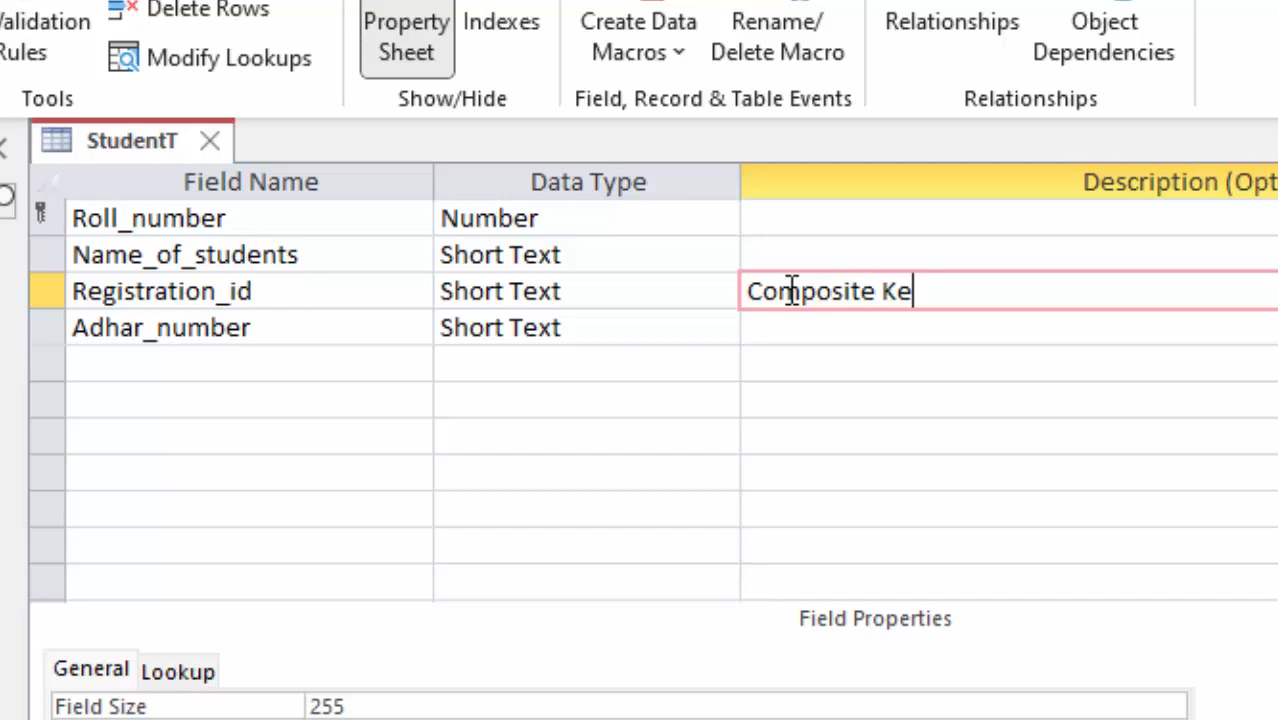 Delete Rows
Validation Property Indexes Create Data Rename/ Relationships Object
Rules Modify Lookups Sheet Macros Delete Macro Dependencies
Tools Show/Hide Field, Record & Table Events Relationships
StudentT
Field Name Data Type Description (Opt
Roll_number Number
Name_of_students Short Text
Registration_id Short Text Composite Ke
Adhar_number Short Text
Field Properties
General Lookup
Field Size 255